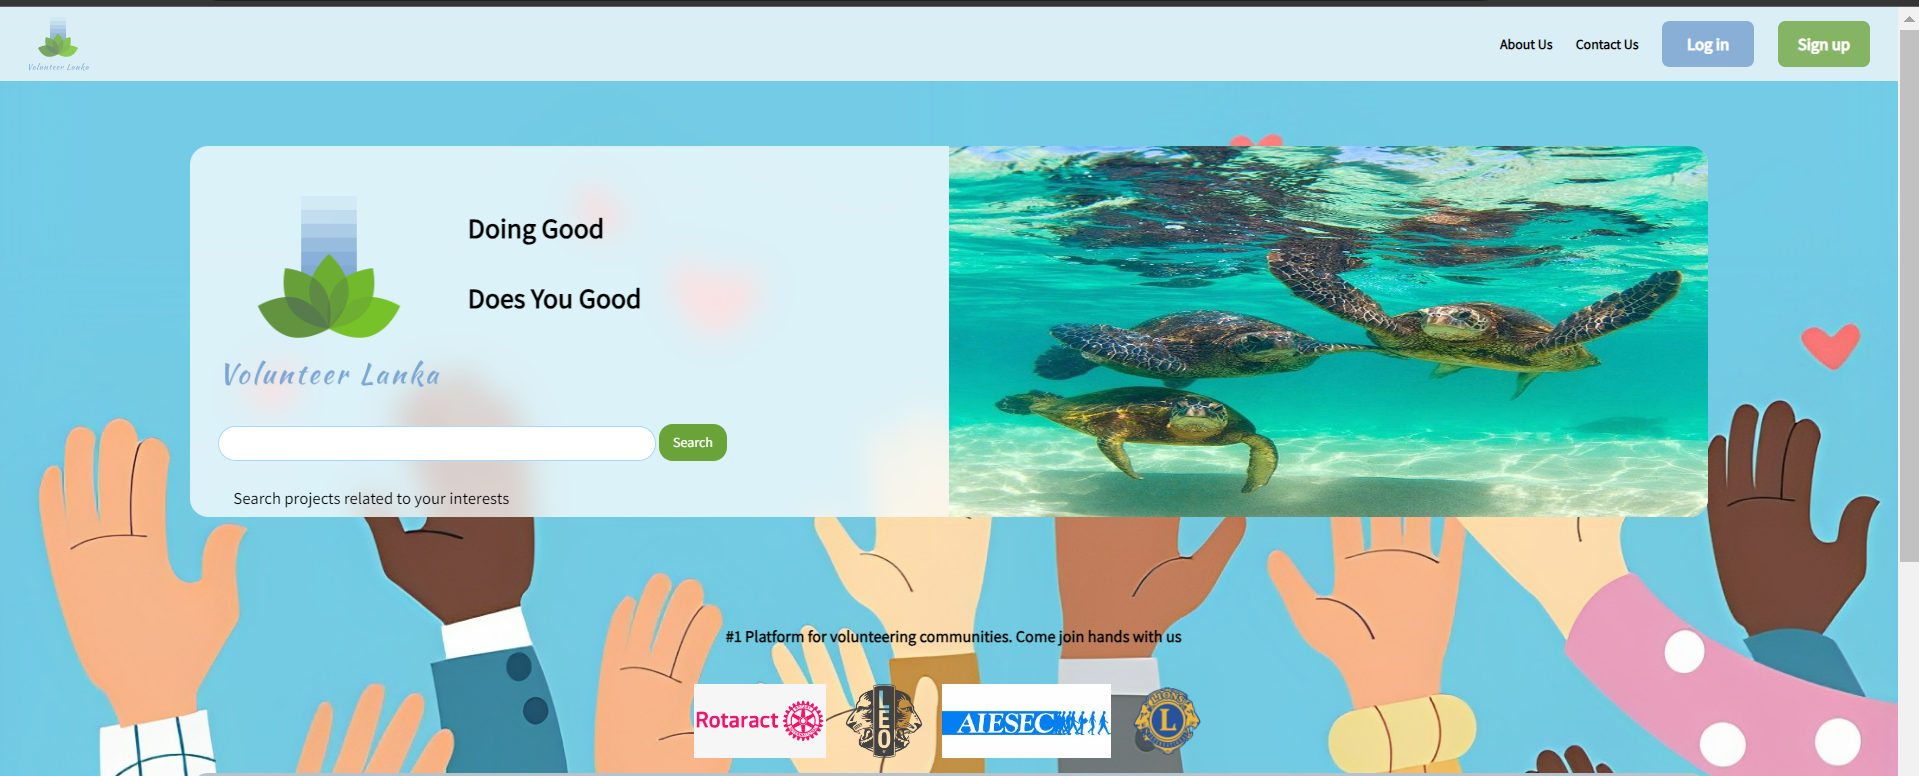 Volunteer Lanka
About Us
Contact Us
Log in
Sign up
Doing Good
Does You Good
Volunteer Lanka
Search
Search projects related to your interests
#1 Platform for volunteering communities. Come join hands with us
Rotaract
LEO
AIESEC
LIONS
L
INTERNATIONAL